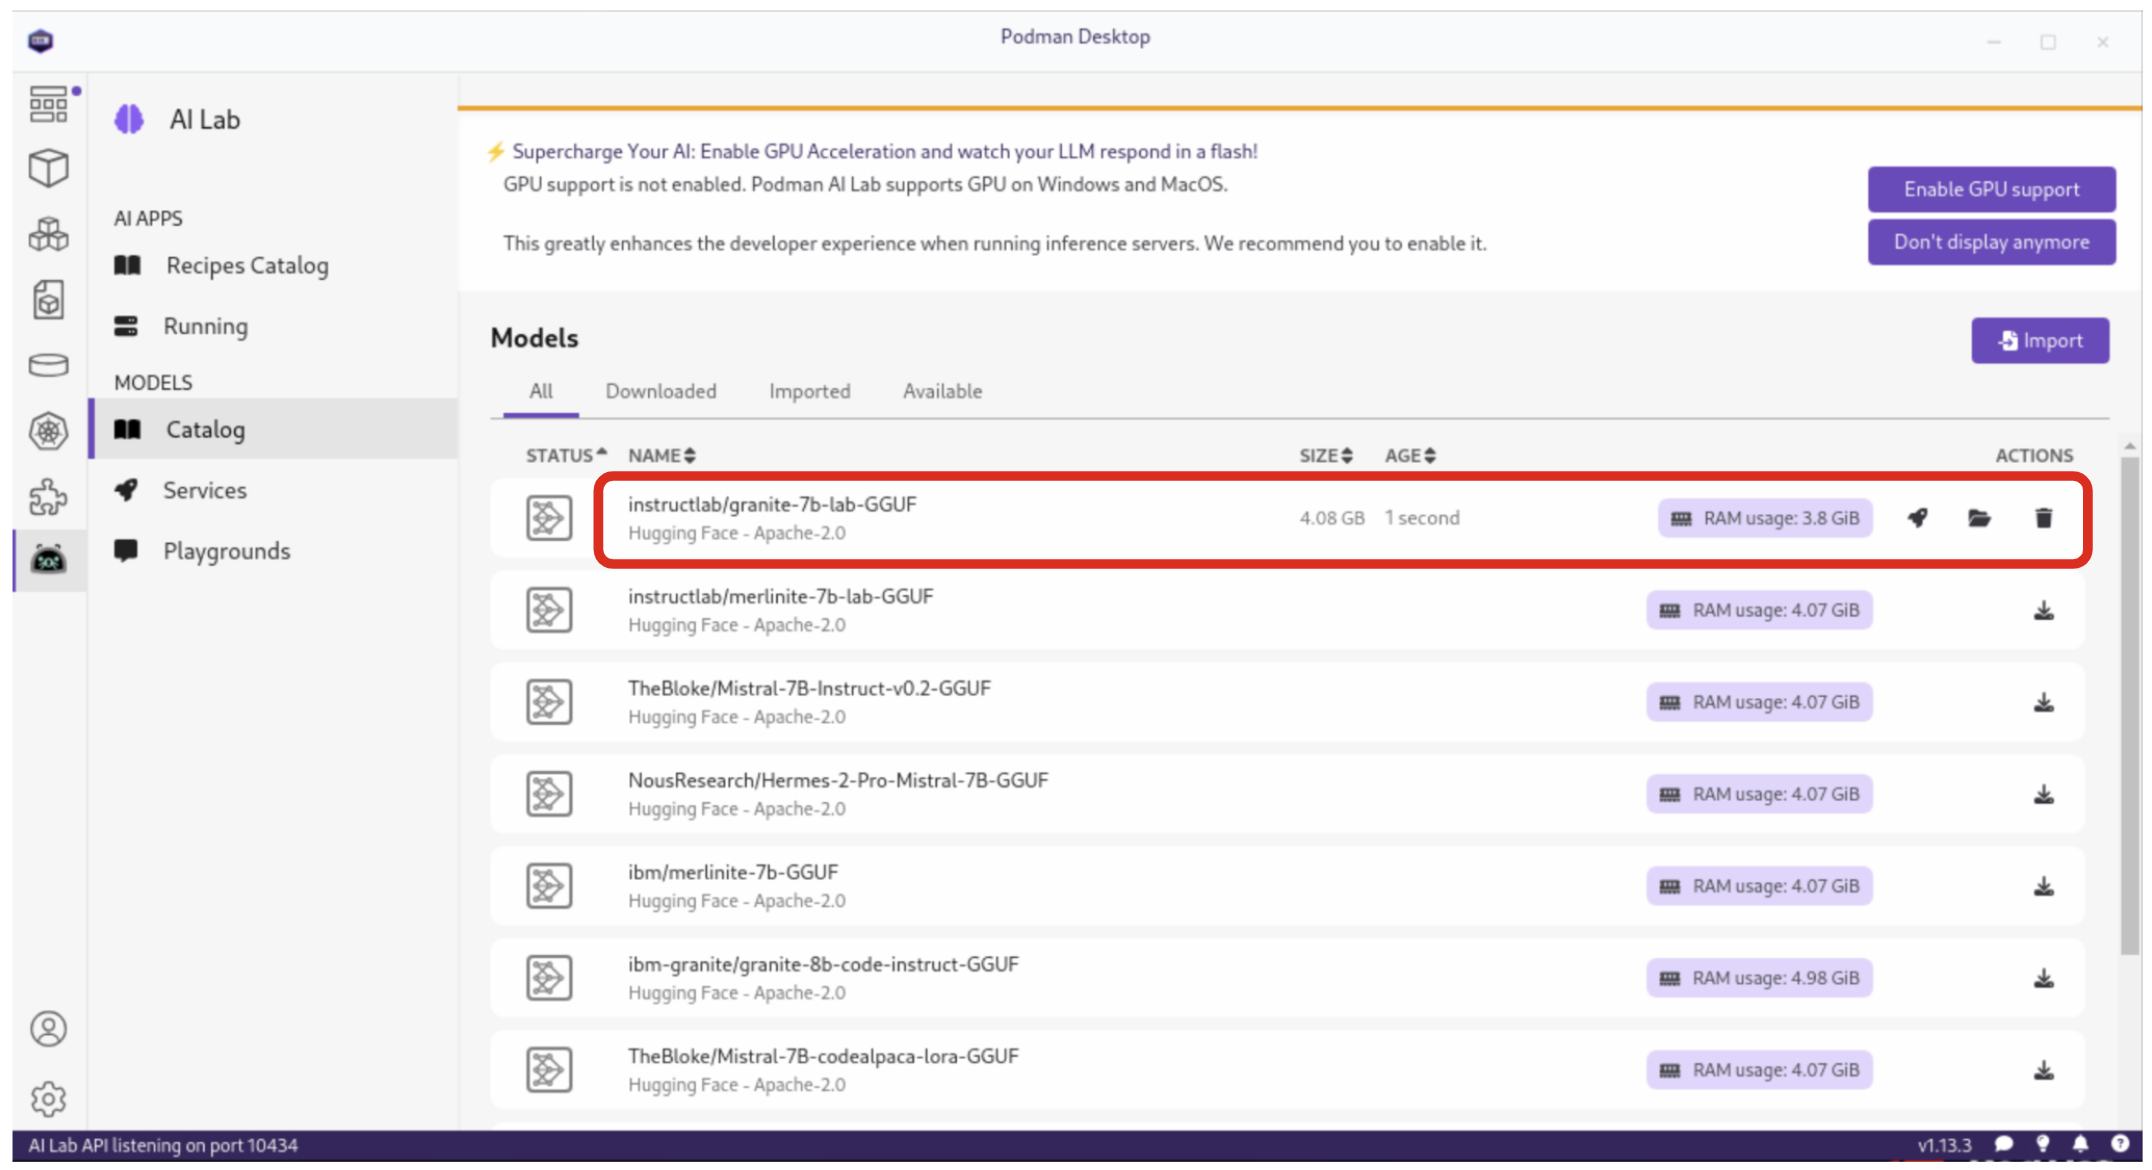 Podman Desktop
AI Lab
AI APPS
Recipes Catalog
Running
MODELS
Catalog
Services
Playgrounds
⚡ Supercharge Your AI: Enable GPU Acceleration and watch your LLM respond in a flash!
GPU support is not enabled. Podman AI Lab supports GPU on Windows and MacOS.
This greatly enhances the developer experience when running inference servers. We recommend you to enable it.
Enable GPU support
Don't display anymore
Models
Import
All Downloaded Imported Available
STATUS NAME SIZE AGE ACTIONS
instructlab/granite-7b-lab-GGUF
Hugging Face - Apache-2.0
4.08 GB 1 second RAM usage: 3.8 GiB
instructlab/merlinite-7b-lab-GGUF
Hugging Face - Apache-2.0
RAM usage: 4.07 GiB
TheBloke/Mistral-7B-Instruct-v0.2-GGUF
Hugging Face - Apache-2.0
RAM usage: 4.07 GiB
NousResearch/Hermes-2-Pro-Mistral-7B-GGUF
Hugging Face - Apache-2.0
RAM usage: 4.07 GiB
ibm/merlinite-7b-GGUF
Hugging Face - Apache-2.0
RAM usage: 4.07 GiB
ibm-granite/granite-8b-code-instruct-GGUF
Hugging Face - Apache-2.0
RAM usage: 4.98 GiB
TheBloke/Mistral-7B-codealpaca-lora-GGUF
Hugging Face - Apache-2.0
RAM usage: 4.07 GiB
AI Lab API listening on port 10434
v1.13.3